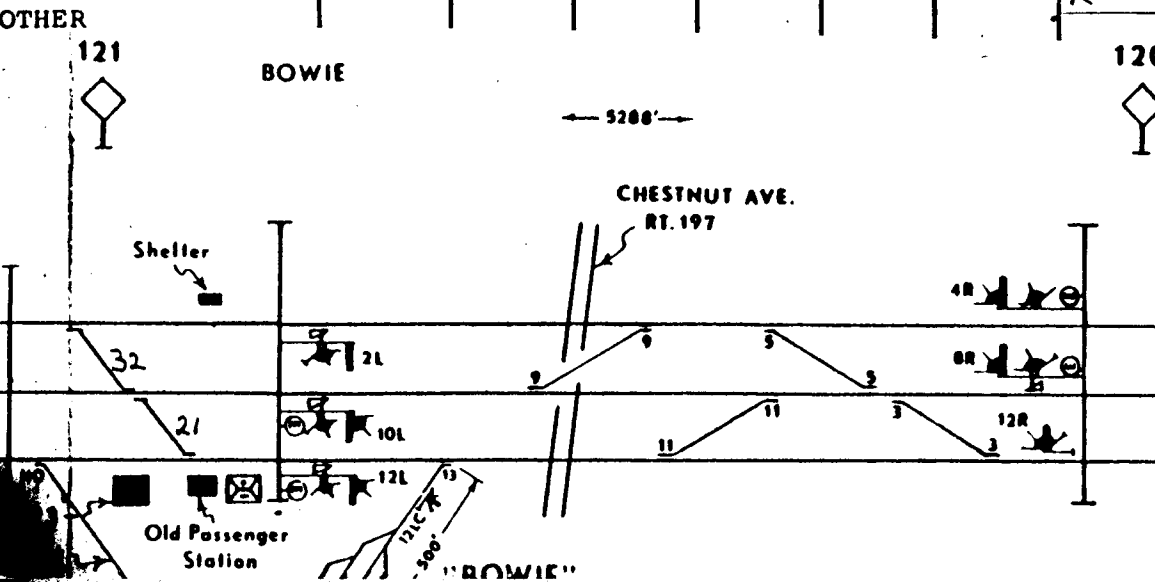 OTHER
121
BOWIE
5288'
CHESTNUT AVE.
RT. 197
Shelter
4R
32
9
5
2L
8R
9
5
21
11
3
10L
12R
11
3
12L
13
12LC
500'
Old Passenger
Station
"BOWIE"